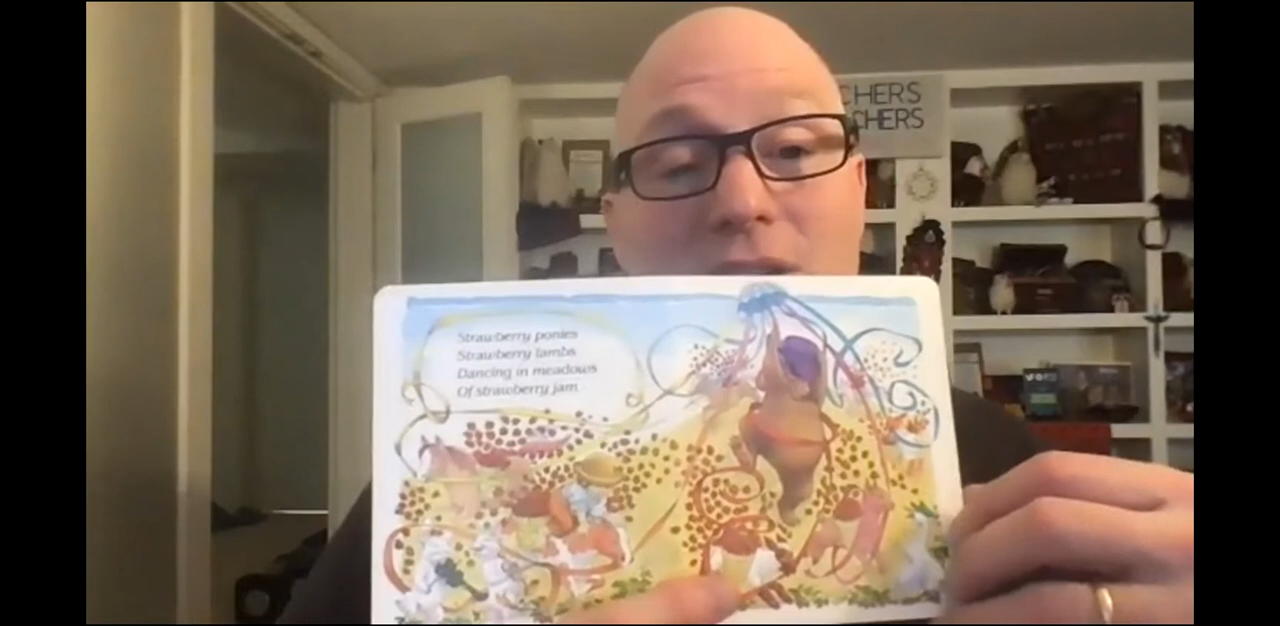 CHERS
CHERS
Strawberry ponies
Strawberry lambs
Dancing in meadows
Of strawberry jam